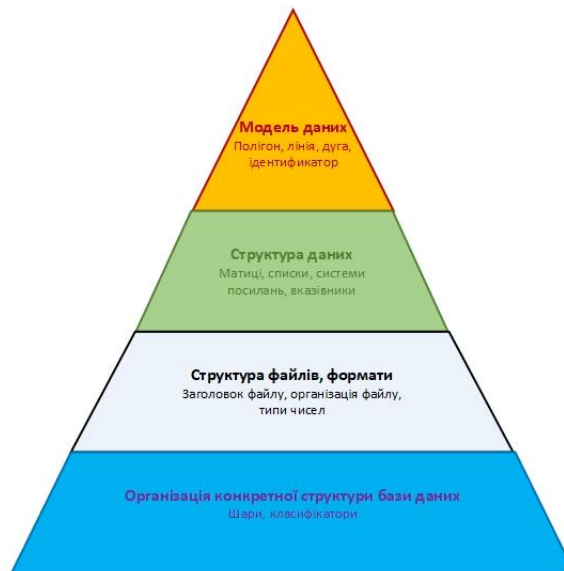 Модель даних
Полігон, лінія, дуга,
ідентификатор
Структура даних
Матиці, списки, системи
посилань, вказівники
Структура файлів, формати
Заголовок файлу, організація файлу,
типи чисел
Організація конкретної структури бази даних
Шари, класифікатори